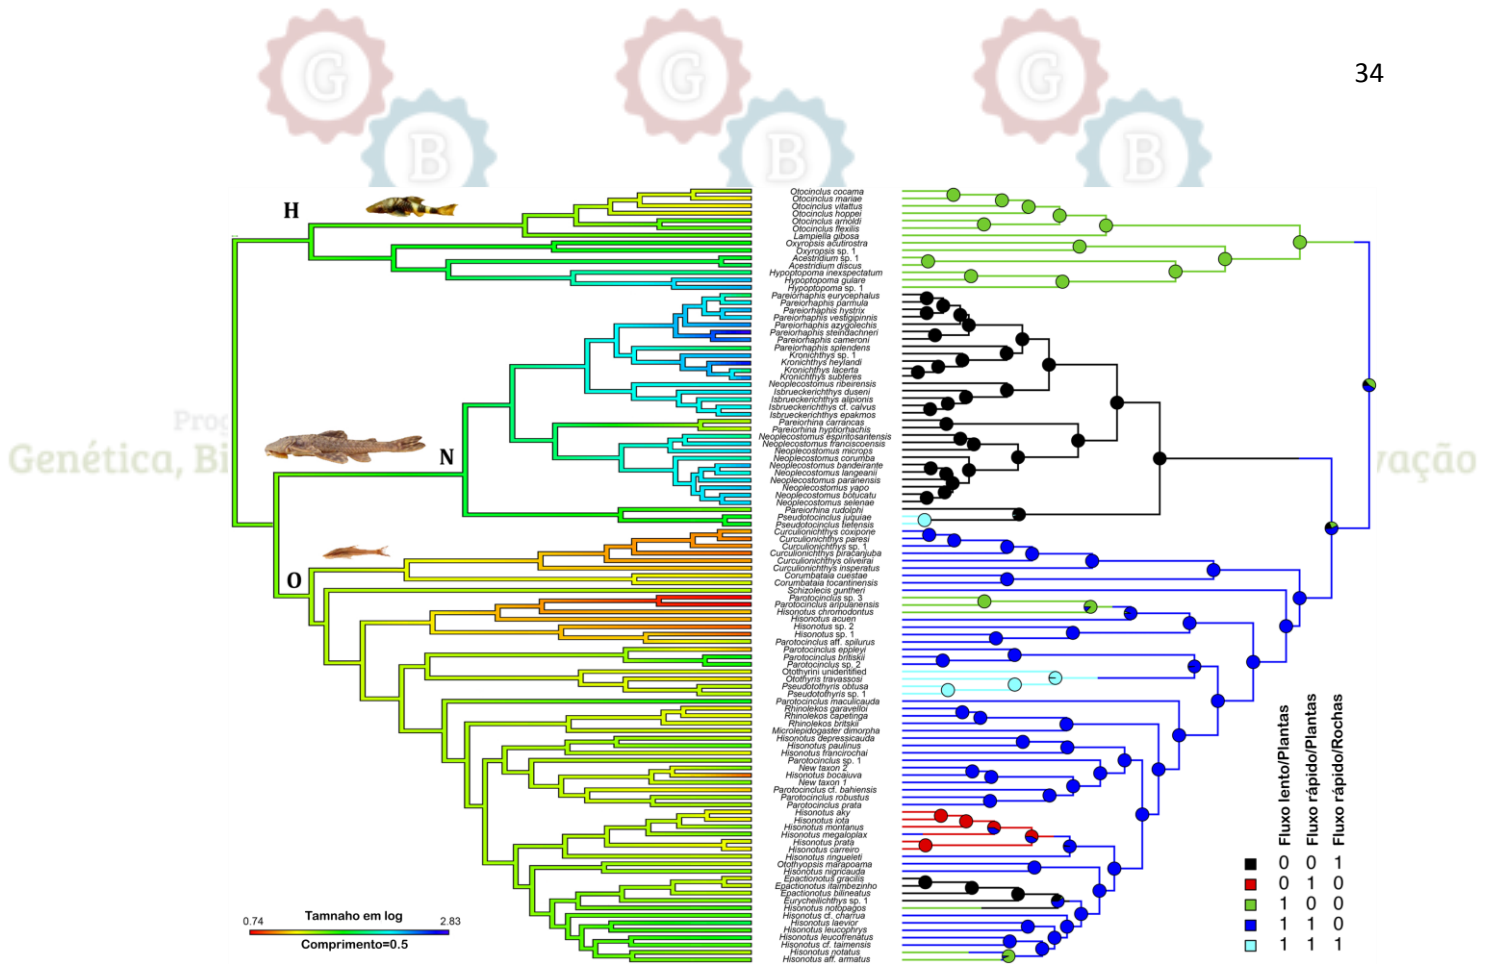 G
G
G
34
B
B
B
H
Otocinclus cocama
Otocinclus mariae
Otocinclus vittatus
Otocinclus hoppei
Otocinclus arnoldi
Otocinclus flexilis
Lampiella gibosa
Oxyropsis acutirostra
Oxyropsis sp. 1
Acestridium sp. 1
Acestridium discus
Hypoptopoma inexspectatum
Hypoptopoma gulare
Hypoptopoma sp. 1
Pareiorhaphis eurycephalus
Pareiorhaphis parmula
Pareiorhaphis hystrix
Pareiorhaphis vestigipinnis
Pareiorhaphis azygolechis
Pareiorhaphis steindachneri
Pareiorhaphis cameroni
Pareiorhaphis splendens
Kronichthys sp. 1
Kronichthys heylandi
Kronichthys lacerta
Kronichthys subteres
Neoplecostomus ribeirensis
Isbrueckerichthys duseni
Isbrueckerichthys alipionis
Isbrueckerichthys cf. calvus
Isbrueckerichthys epakmos
Pareiorhina carrancas
Pareiorhina hyptiorhachis
Neoplecostomus espiritosantensis
Neoplecostomus franciscoensis
Neoplecostomus microps
Neoplecostomus corumba
Neoplecostomus bandeirante
Neoplecostomus langeanii
Neoplecostomus paranensis
Neoplecostomus yapo
Neoplecostomus botucatu
Neoplecostomus selenae
Pareiorhina rudolphi
Pseudotocinclus juquiae
Pseudotocinclus tietensis
Prog
Genética, Bi
vação
N
O
Curculionichthys coxipone
Curculionichthys paresi
Curculionichthys sp. 1
Curculionichthys piracanjuba
Curculionichthys oliveirai
Curculionichthys insperatus
Corumbataia cuestae
Corumbataia tocantinensis
Schizolecis guntheri
Parotocinclus sp. 3
Parotocinclus aripuanensis
Hisonotus chromodontus
Hisonotus acuen
Hisonotus sp. 2
Hisonotus sp. 1
Parotocinclus aff. spilurus
Parotocinclus eppleyi
Parotocinclus britiskii
Parotocinclus sp. 2
Otothyrini unidentified
Otothyris travassosi
Pseudotothyris obtusa
Pseudotothyris sp. 1
Parotocinclus maculicauda
Rhinolekos garavelloi
Rhinolekos capetinga
Rhinolekos britskii
Microlepidogaster dimorpha
Hisonotus depressicauda
Hisonotus paulinus
Hisonotus francirochai
Parotocinclus sp. 1
New taxon 2
Hisonotus bocaiuva
New taxon 1
Parotocinclus cf. bahiensis
Parotocinclus robustus
Parotocinclus prata
Hisonotus aky
Hisonotus iota
Hisonotus montanus
Hisonotus megaloplax
Hisonotus prata
Hisonotus carreiro
Hisonotus ringueleti
Otothyopsis marapoama
Hisonotus nigricauda
Epactionotus gracilis
Epactionotus itaimbezinho
Epactionotus bilineatus
Eurycheilichthys sp. 1
Hisonotus notopagos
Hisonotus cf. charrua
Hisonotus laevior
Hisonotus leucophrys
Hisonotus leucofrenatus
Hisonotus cf. taimensis
Hisonotus notatus
Hisonotus aff. armatus
0.74
Tamnaho em log
2.83
Comprimento=0.5
Fluxo lento/Plantas
Fluxo rápido/Plantas
Fluxo rápido/Rochas
0 0 1
0 1 0
1 0 0
1 1 0
1 1 1